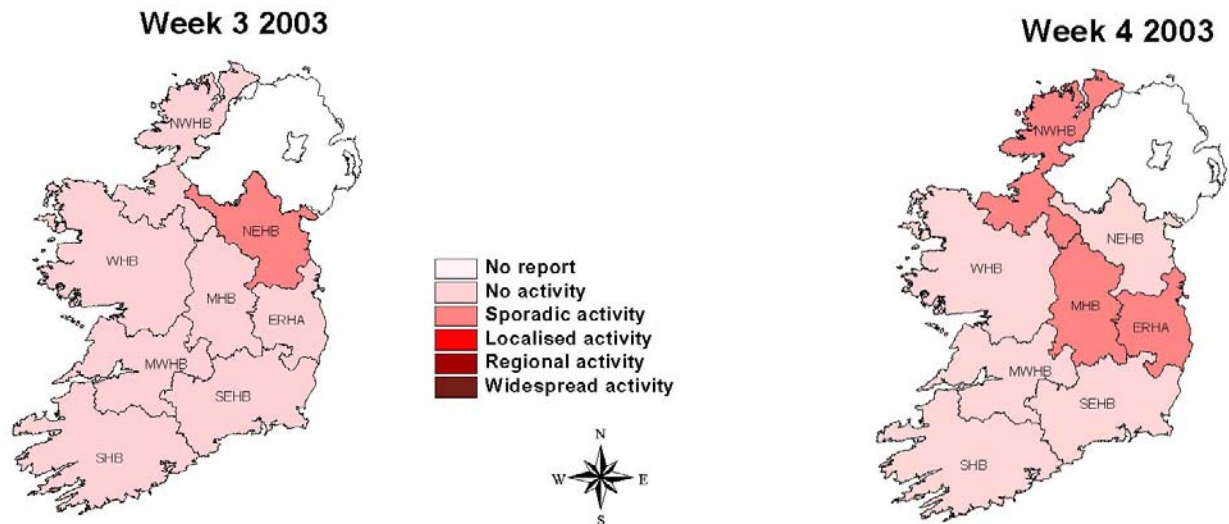 Week 3 2003
NWHB
NEHB
WHB
MHB
ERHA
MWHB
SEHB
SHB
No report
No activity
Sporadic activity
Localised activity
Regional activity
Widespread activity
N
W E
S
Week 4 2003
NWHB
NEHB
WHB
MHB
ERHA
MWHB
SEHB
SHB